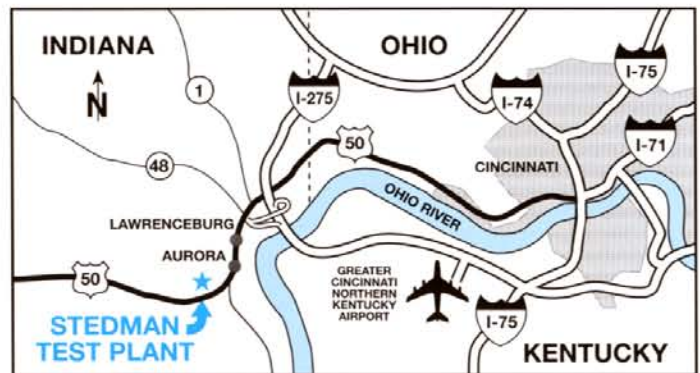 INDIANA
OHIO
N
1
I-275
I-74
I-75
I-71
50
48
CINCINNATI
OHIO RIVER
LAWRENCEBURG
AURORA
50
STEDMAN
TEST PLANT
GREATER
CINCINNATI
NORTHERN
KENTUCKY
AIRPORT
I-75
KENTUCKY